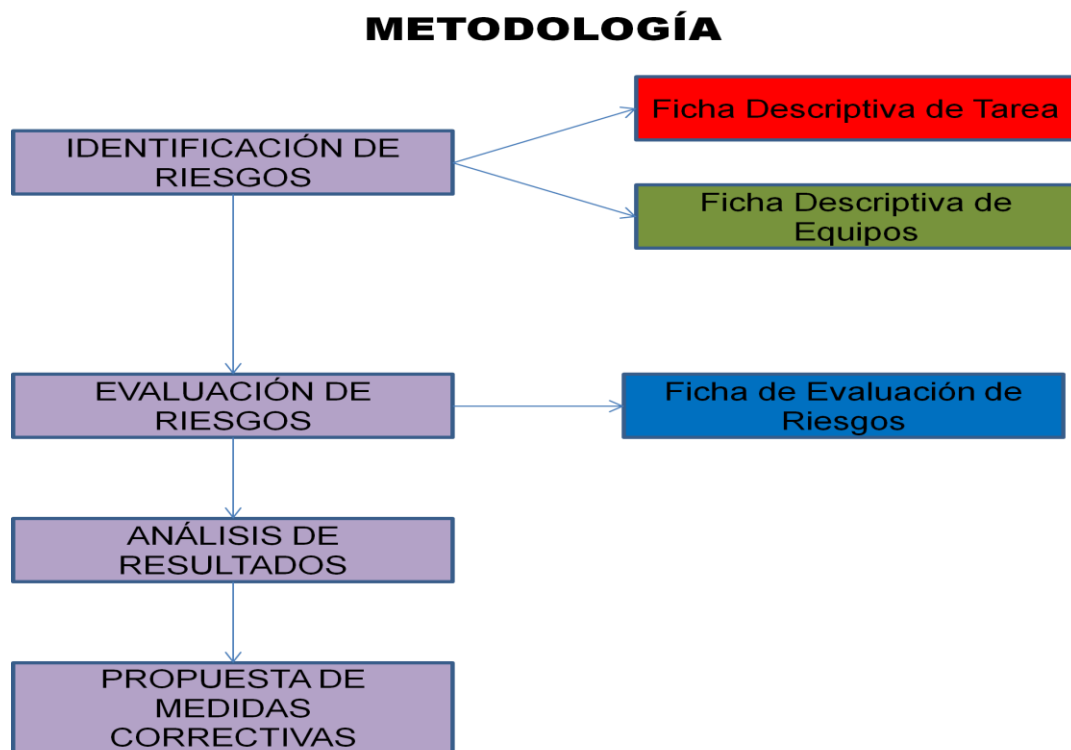 METODOLOGÍA
Ficha Descriptiva de Tarea
IDENTIFICACIÓN DE
RIESGOS
Ficha Descriptiva de
Equipos
EVALUACIÓN DE
RIESGOS
Ficha de Evaluación de
Riesgos
ANÁLISIS DE
RESULTADOS
PROPUESTA DE
MEDIDAS
CORRECTIVAS